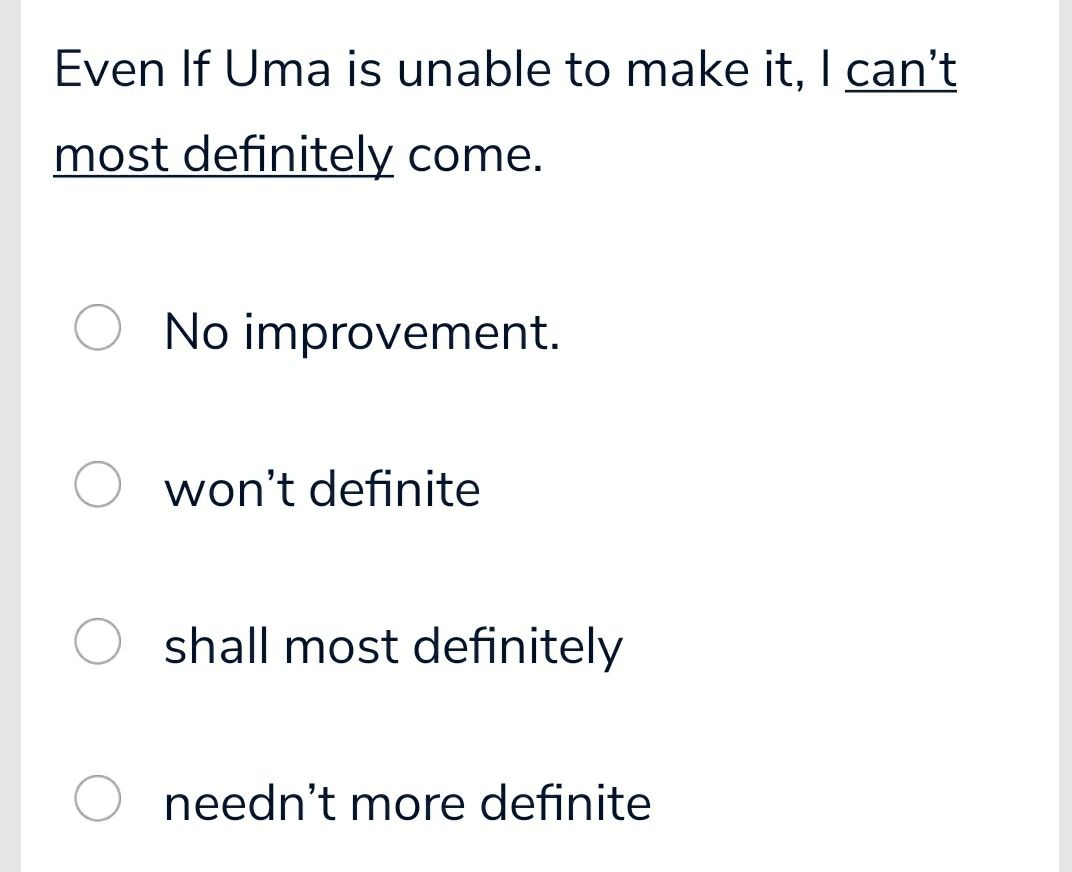 Even If Uma is unable to make it, I can’t
most definitely come.
No improvement.
won’t definite
shall most definitely
needn’t more definite